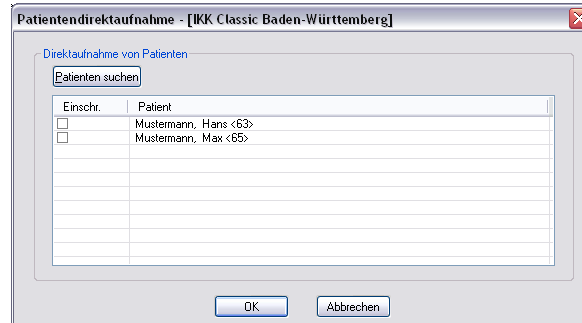 Patientendirektaufnahme - [IKK Classic Baden-Württemberg]
Direktaufnahme von Patienten
Patienten suchen
Einschr. Patient
Mustermann, Hans <63>
Mustermann, Max <65>
OK Abbrechen